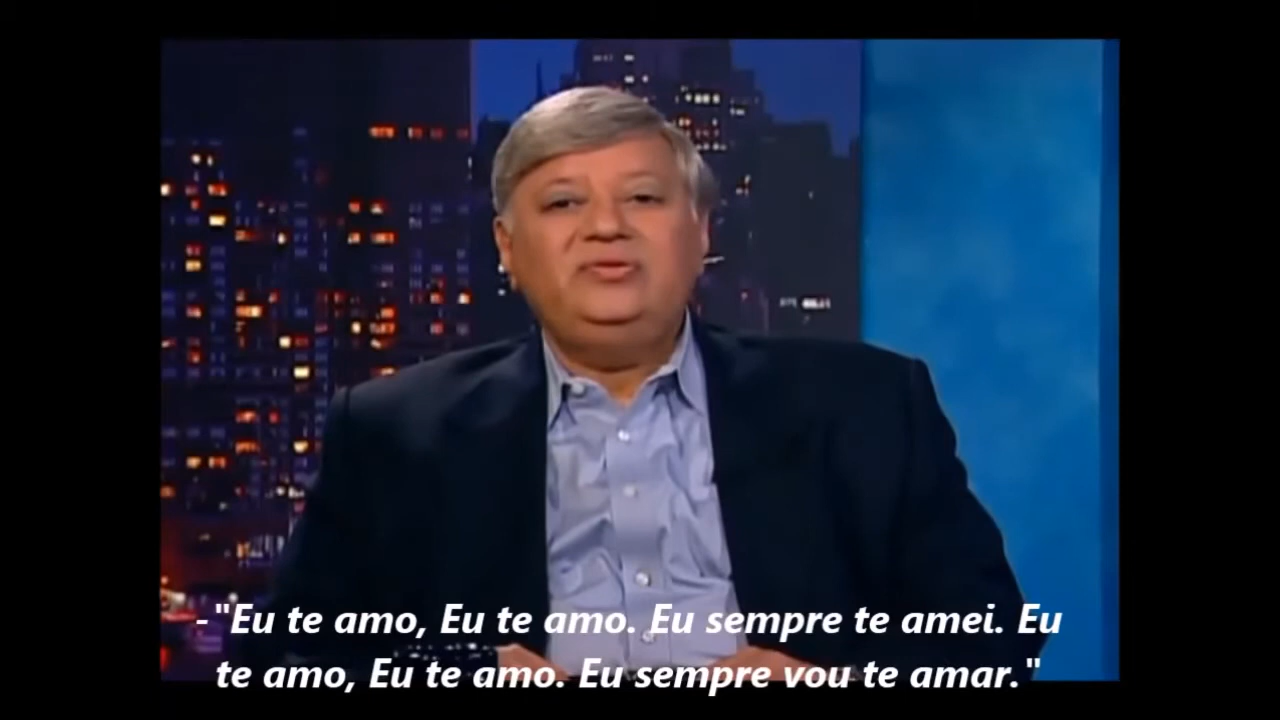 -"Eu te amo, Eu te amo. Eu sempre te amei. Eu
te amo, Eu te amo. Eu sempre vou te amar."